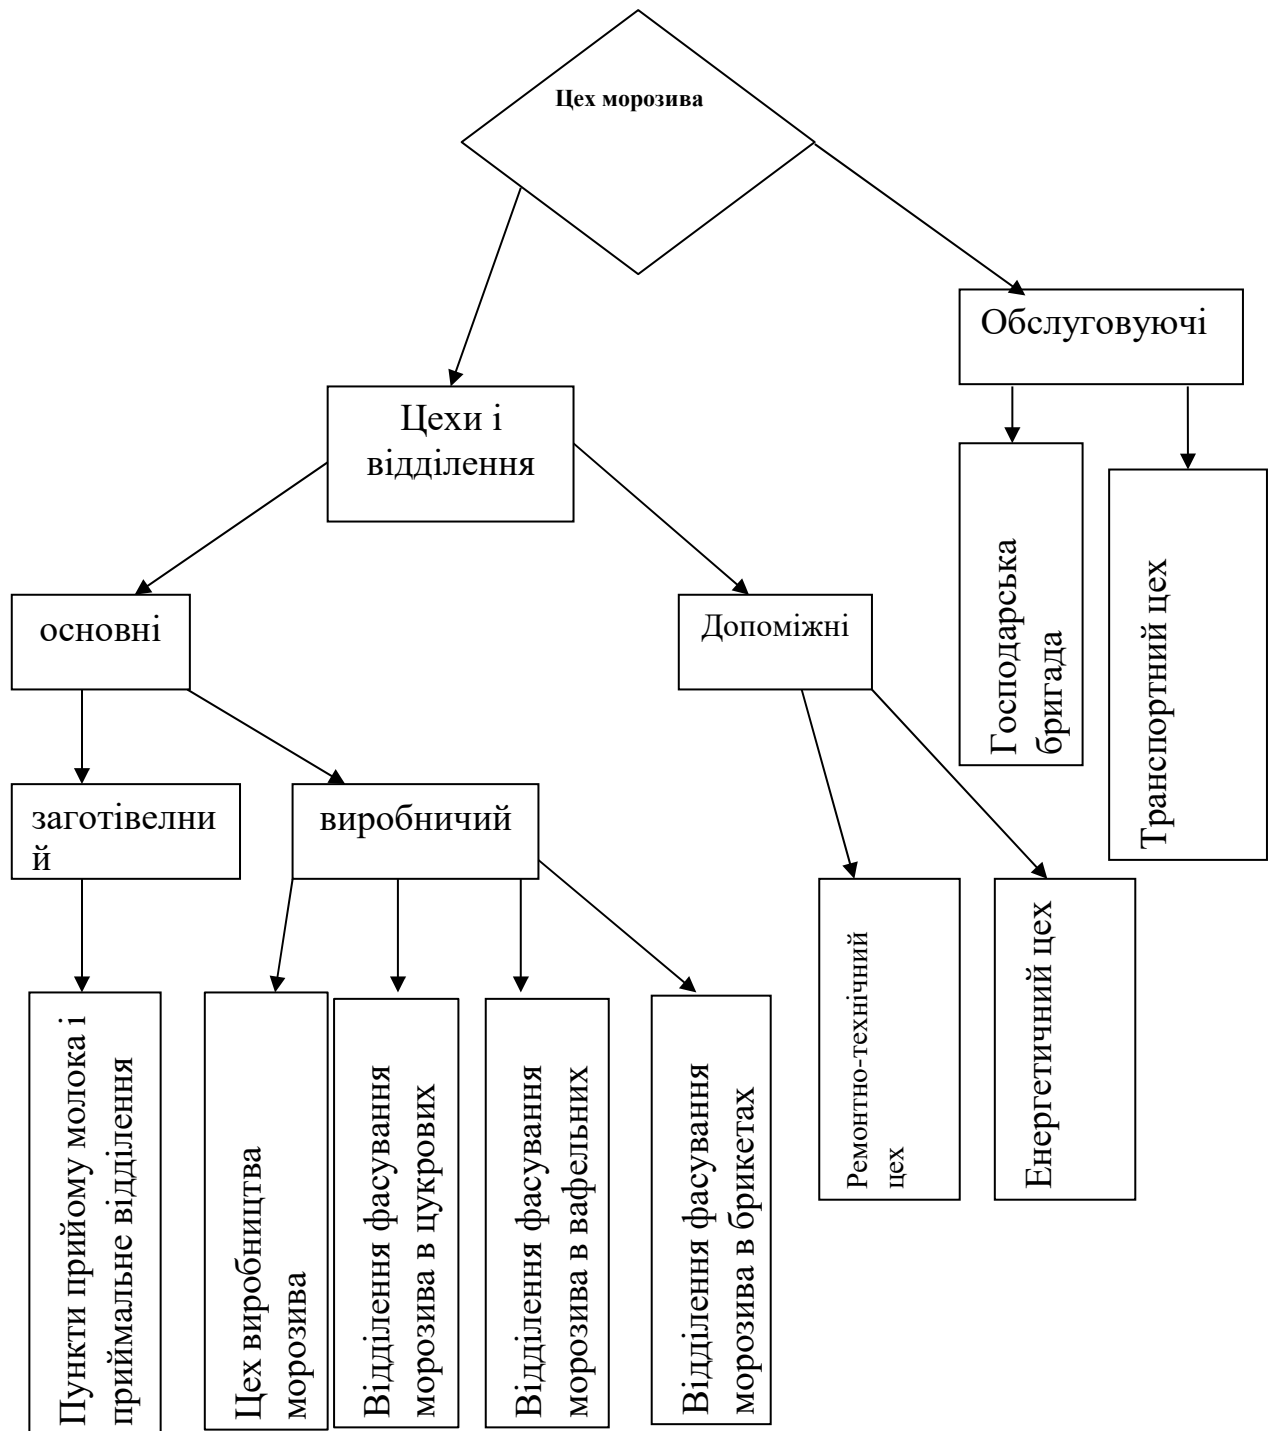 Цех морозива
Обслуговуючі
Цехи і
відділення
основні
Допоміжні
Господарська
бригада
Транспортний цех
заготівелни
й
виробничий
Ремонтно-технічний
цех
Енергетичний цех
Пункти прийому молока і
приймальне відділення
Цех виробництва
морозива
Відділення фасування
морозива в цукрових
Відділення фасування
морозива в вафельних
Відділення фасування
морозива в брикетах